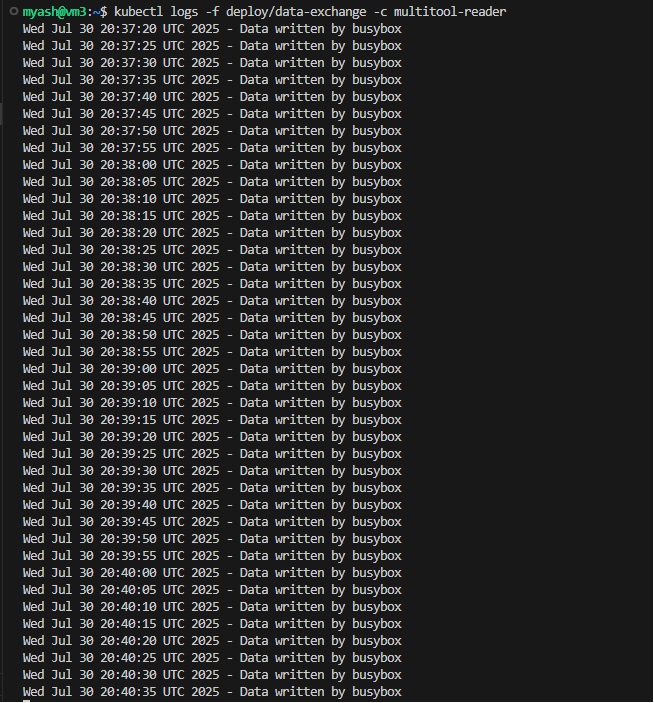 myash@vm3:~$ kubectl logs -f deploy/data-exchange -c multitool-reader
Wed Jul 30 20:37:20 UTC 2025 - Data written by busybox
Wed Jul 30 20:37:25 UTC 2025 - Data written by busybox
Wed Jul 30 20:37:30 UTC 2025 - Data written by busybox
Wed Jul 30 20:37:35 UTC 2025 - Data written by busybox
Wed Jul 30 20:37:40 UTC 2025 - Data written by busybox
Wed Jul 30 20:37:45 UTC 2025 - Data written by busybox
Wed Jul 30 20:37:50 UTC 2025 - Data written by busybox
Wed Jul 30 20:37:55 UTC 2025 - Data written by busybox
Wed Jul 30 20:38:00 UTC 2025 - Data written by busybox
Wed Jul 30 20:38:05 UTC 2025 - Data written by busybox
Wed Jul 30 20:38:10 UTC 2025 - Data written by busybox
Wed Jul 30 20:38:15 UTC 2025 - Data written by busybox
Wed Jul 30 20:38:20 UTC 2025 - Data written by busybox
Wed Jul 30 20:38:25 UTC 2025 - Data written by busybox
Wed Jul 30 20:38:30 UTC 2025 - Data written by busybox
Wed Jul 30 20:38:35 UTC 2025 - Data written by busybox
Wed Jul 30 20:38:40 UTC 2025 - Data written by busybox
Wed Jul 30 20:38:45 UTC 2025 - Data written by busybox
Wed Jul 30 20:38:50 UTC 2025 - Data written by busybox
Wed Jul 30 20:38:55 UTC 2025 - Data written by busybox
Wed Jul 30 20:39:00 UTC 2025 - Data written by busybox
Wed Jul 30 20:39:05 UTC 2025 - Data written by busybox
Wed Jul 30 20:39:10 UTC 2025 - Data written by busybox
Wed Jul 30 20:39:15 UTC 2025 - Data written by busybox
Wed Jul 30 20:39:20 UTC 2025 - Data written by busybox
Wed Jul 30 20:39:25 UTC 2025 - Data written by busybox
Wed Jul 30 20:39:30 UTC 2025 - Data written by busybox
Wed Jul 30 20:39:35 UTC 2025 - Data written by busybox
Wed Jul 30 20:39:40 UTC 2025 - Data written by busybox
Wed Jul 30 20:39:45 UTC 2025 - Data written by busybox
Wed Jul 30 20:39:50 UTC 2025 - Data written by busybox
Wed Jul 30 20:39:55 UTC 2025 - Data written by busybox
Wed Jul 30 20:40:00 UTC 2025 - Data written by busybox
Wed Jul 30 20:40:05 UTC 2025 - Data written by busybox
Wed Jul 30 20:40:10 UTC 2025 - Data written by busybox
Wed Jul 30 20:40:15 UTC 2025 - Data written by busybox
Wed Jul 30 20:40:20 UTC 2025 - Data written by busybox
Wed Jul 30 20:40:25 UTC 2025 - Data written by busybox
Wed Jul 30 20:40:30 UTC 2025 - Data written by busybox
Wed Jul 30 20:40:35 UTC 2025 - Data written by busybox